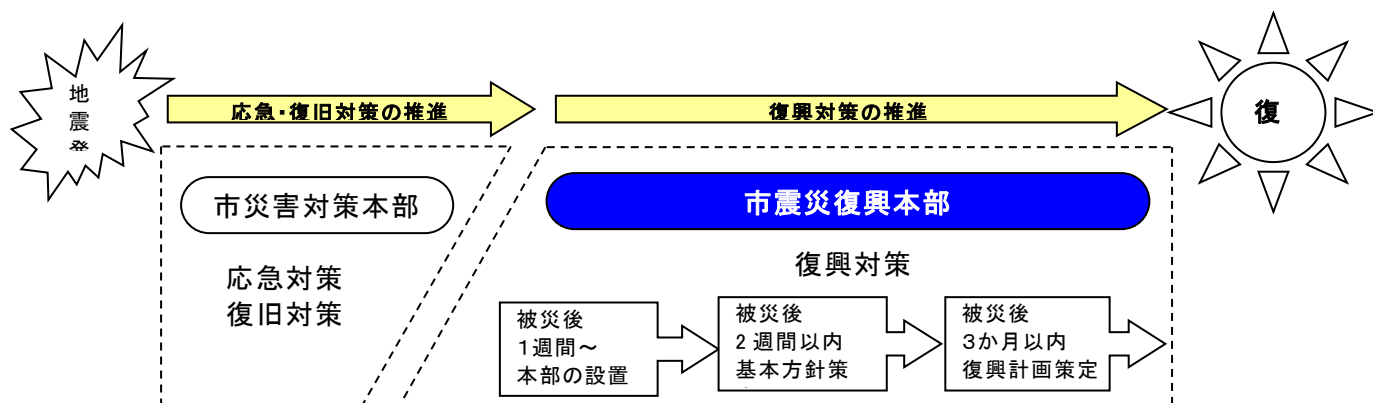 地
震
発
応急・復旧対策の推進
復興対策の推進
復
市災害対策本部
市震災復興本部
応急対策
復旧対策
復興対策
被災後
1週間～
本部の設置
被災後
2週間以内
基本方針策
被災後
3か月以内
復興計画策定